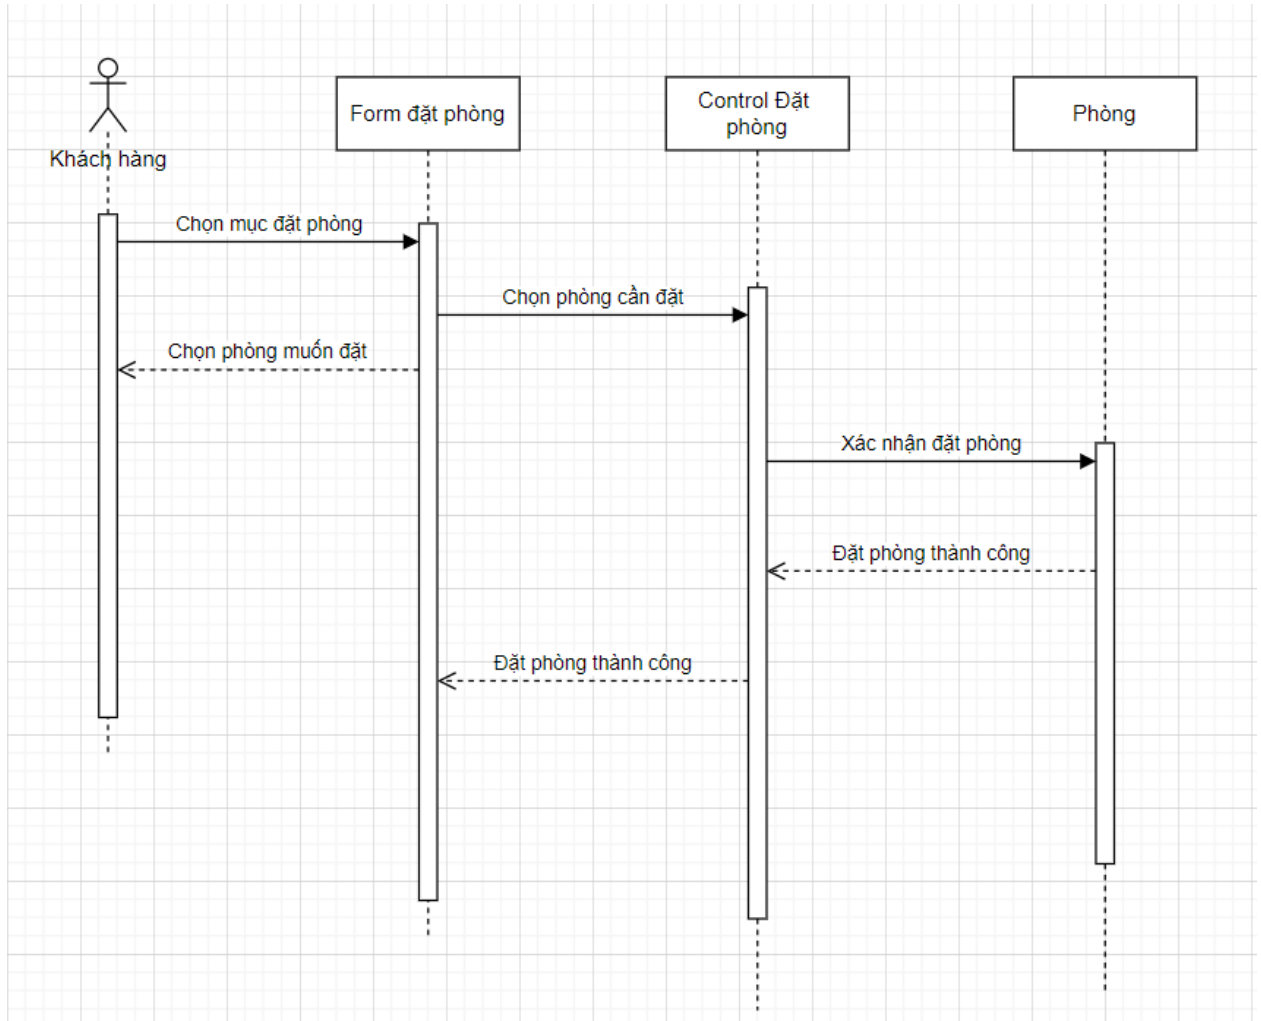 Form đặt phòng
Control Đặt
phòng
Phòng
Khách hàng
Chọn mục đặt phòng
Chọn phòng cần đặt
Chọn phòng muốn đặt
Xác nhận đặt phòng
Đặt phòng thành công
Đặt phòng thành công